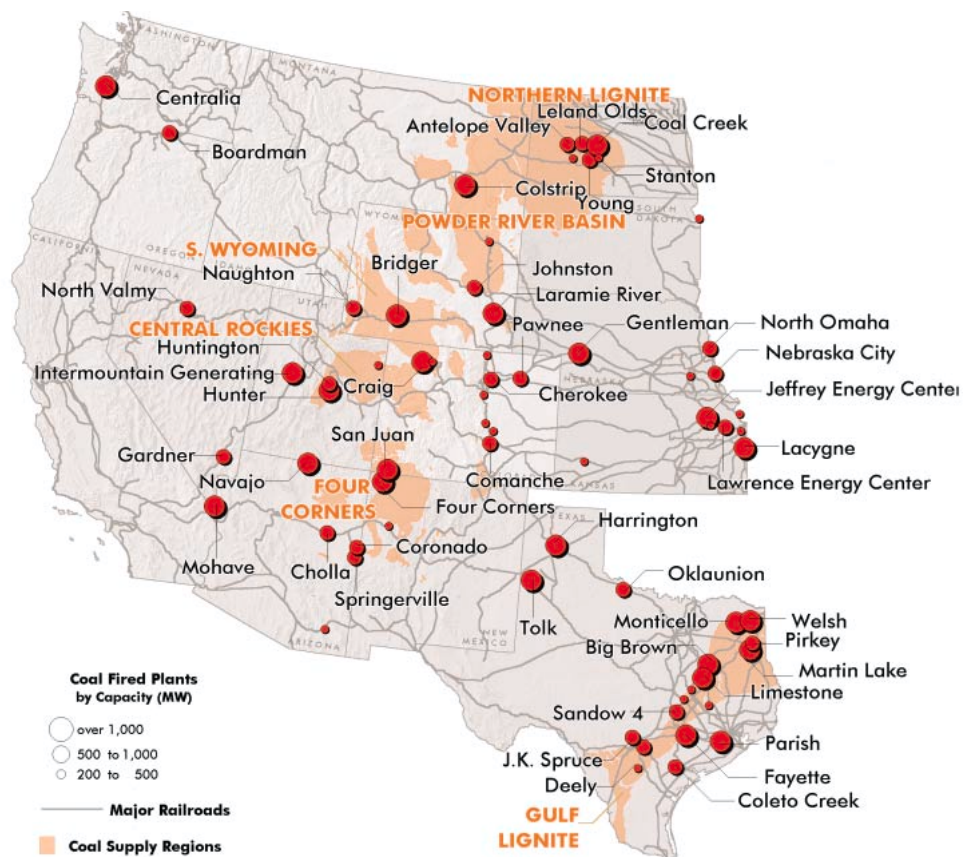 WASHINGTON
MONTANA
NORTHERN LIGNITE
Leland Olds
Centralia
Antelope Valley
Coal Creek
Boardman
Stanton
Colstrip
Young
SOUTH
DAKOTA
WYOMING
POWDER RIVER BASIN
CALIFORNIA
OREGON
IDAHO
NEVADA
S. WYOMING
Naughton
Bridger
Johnston
North Valmy
UTAH
Laramie River
CENTRAL ROCKIES
Pawnee
Gentleman
North Omaha
Huntington
Nebraska City
Intermountain Generating
NEBRASKA
Craig
Cherokee
Jeffrey Energy Center
Hunter
San Juan
Gardner
Lacygne
Navajo
FOUR
CORNERS
Comanche
COLORADO
KANSAS
Lawrence Energy Center
Four Corners
TEXAS
Harrington
Mohave
Cholla
Coronado
Oklaunion
Springerville
Tolk
Monticello
Welsh
ARIZONA
NEW
MEXICO
Big Brown
Pirkey
Martin Lake
Limestone
Coal Fired Plants
by Capacity (MW)
over 1,000
500 to 1,000
200 to 500
Sandow 4
J.K. Spruce
Parish
Deely
Fayette
Coleto Creek
Major Railroads
GULF
LIGNITE
Coal Supply Regions